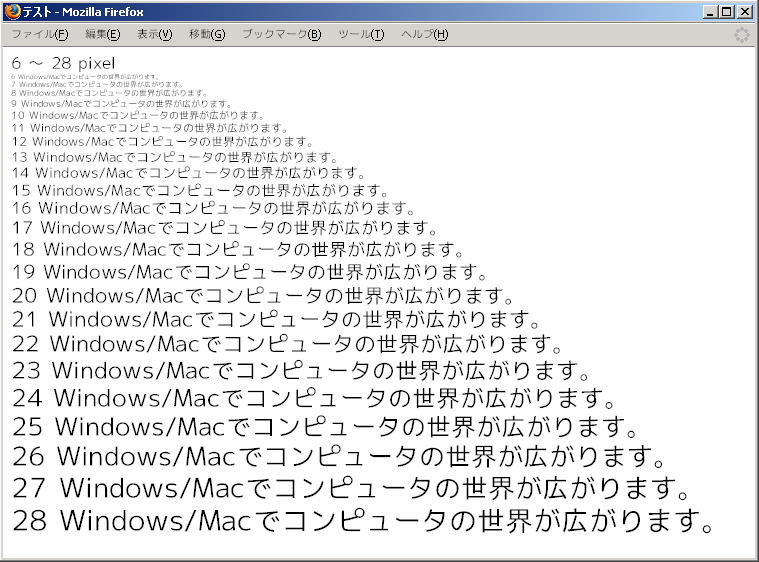 テスト - Mozilla Firefox
ファイル(F) 編集(E) 表示(V) 移動(G) ブックマーク(B) ツール(T) ヘルプ(H)
6 ～ 28 pixel
6 Windows/Macでコンピュータの世界が広がります。
7 Windows/Macでコンピュータの世界が広がります。
8 Windows/Macでコンピュータの世界が広がります。
9 Windows/Macでコンピュータの世界が広がります。
10 Windows/Macでコンピュータの世界が広がります。
11 Windows/Macでコンピュータの世界が広がります。
12 Windows/Macでコンピュータの世界が広がります。
13 Windows/Macでコンピュータの世界が広がります。
14 Windows/Macでコンピュータの世界が広がります。
15 Windows/Macでコンピュータの世界が広がります。
16 Windows/Macでコンピュータの世界が広がります。
17 Windows/Macでコンピュータの世界が広がります。
18 Windows/Macでコンピュータの世界が広がります。
19 Windows/Macでコンピュータの世界が広がります。
20 Windows/Macでコンピュータの世界が広がります。
21 Windows/Macでコンピュータの世界が広がります。
22 Windows/Macでコンピュータの世界が広がります。
23 Windows/Macでコンピュータの世界が広がります。
24 Windows/Macでコンピュータの世界が広がります。
25 Windows/Macでコンピュータの世界が広がります。
26 Windows/Macでコンピュータの世界が広がります。
27 Windows/Macでコンピュータの世界が広がります。
28 Windows/Macでコンピュータの世界が広がります。